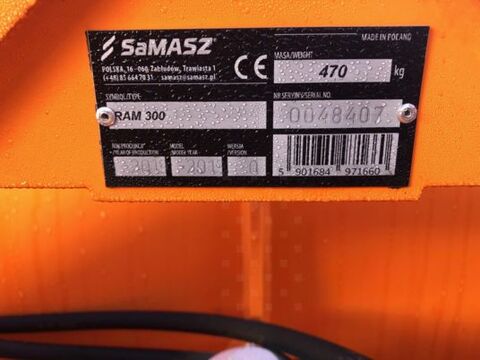 SaMASZ
POLSKA, 16-060 Zabłudów, Trawiasta 1
(+48) 85 664 70 31 samasz@samasz.pl
CE
MADE IN POLAND
MASA/WEIGHT
470 kg
SYMBOL/TYPE
RAM 300
NR SERYJNY/SERIAL NO.
0048407
ROK PRODUKCJI MODEL WERSJA
/YEAR OF PRODUCTION /MODEL YEAR /VERSION
5 901684 971660